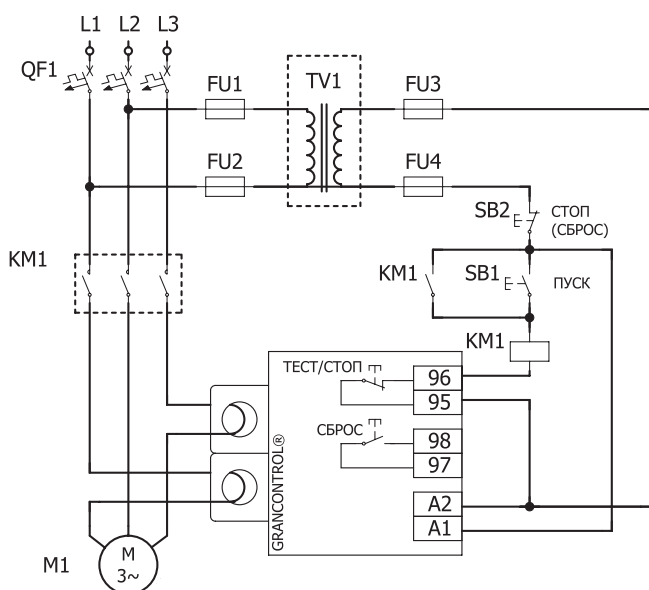 L1 L2 L3
QF1
FU1
TV1
FU3
FU2
FU4
SB2
СТОП
(СБРОС)
KM1
KM1
SB1
ПУСК
KM1
ТЕСТ/СТОП
96
95
СБРОС
98
97
GRANCONTROL®
A2
A1
M1
M
3~